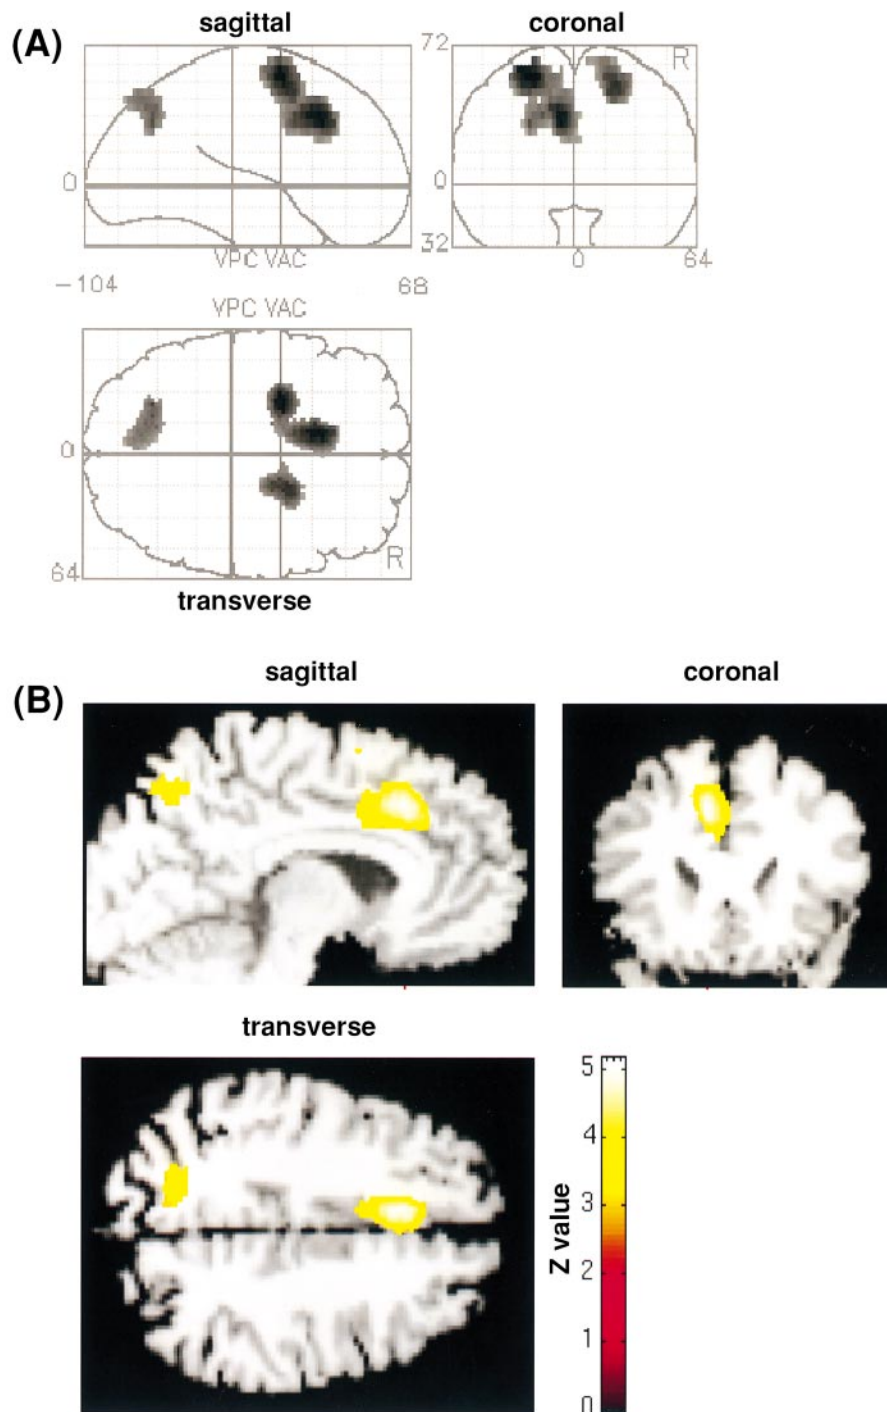 (A)
sagittal
coronal
72
R
0
0
32
VPC VAC
0
64
-104
68
VPC VAC
0
R
64
transverse
(B)
sagittal
coronal
transverse
5
4
3
2
1
0
Z value